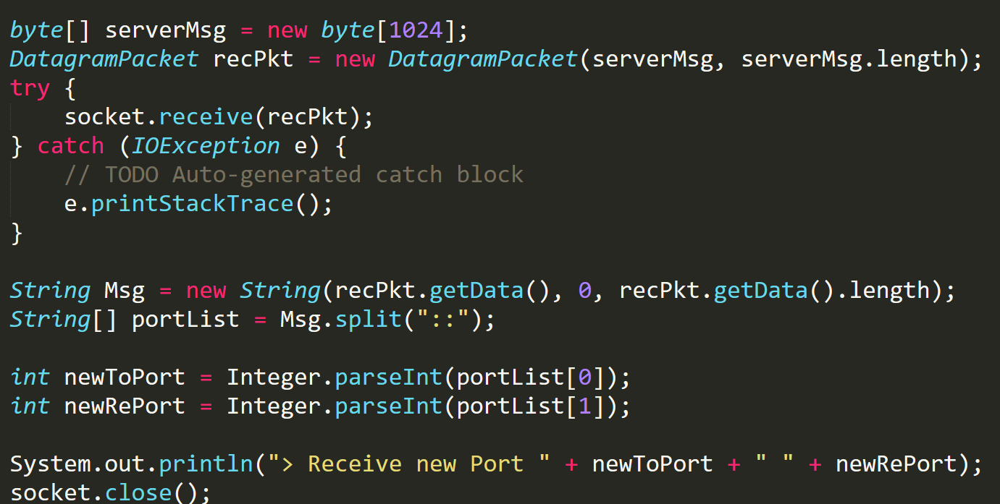 byte[] serverMsg = new byte[1024];
DatagramPacket recPkt = new DatagramPacket(serverMsg, serverMsg.length);
try {
    socket.receive(recPkt);
} catch (IOException e) {
    // TODO Auto-generated catch block
    e.printStackTrace();
}

String Msg = new String(recPkt.getData(), 0, recPkt.getData().length);
String[] portList = Msg.split("::");

int newToPort = Integer.parseInt(portList[0]);
int newRePort = Integer.parseInt(portList[1]);

System.out.println("> Receive new Port " + newToPort + " " + newRePort);
socket.close();